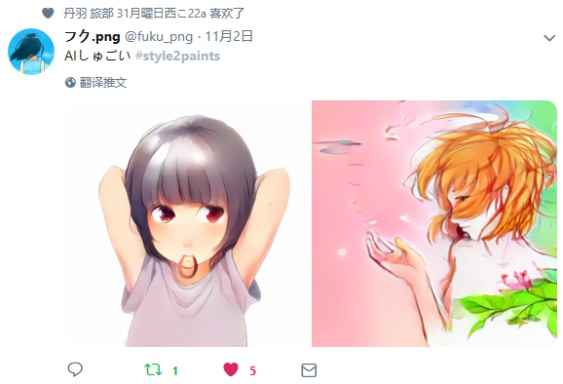 丹羽 旅部 31月曜日西こ22a 喜欢了
フク.png @fuku_png · 11月2日
AIしゅごい #style2paints
翻译推文
1 5